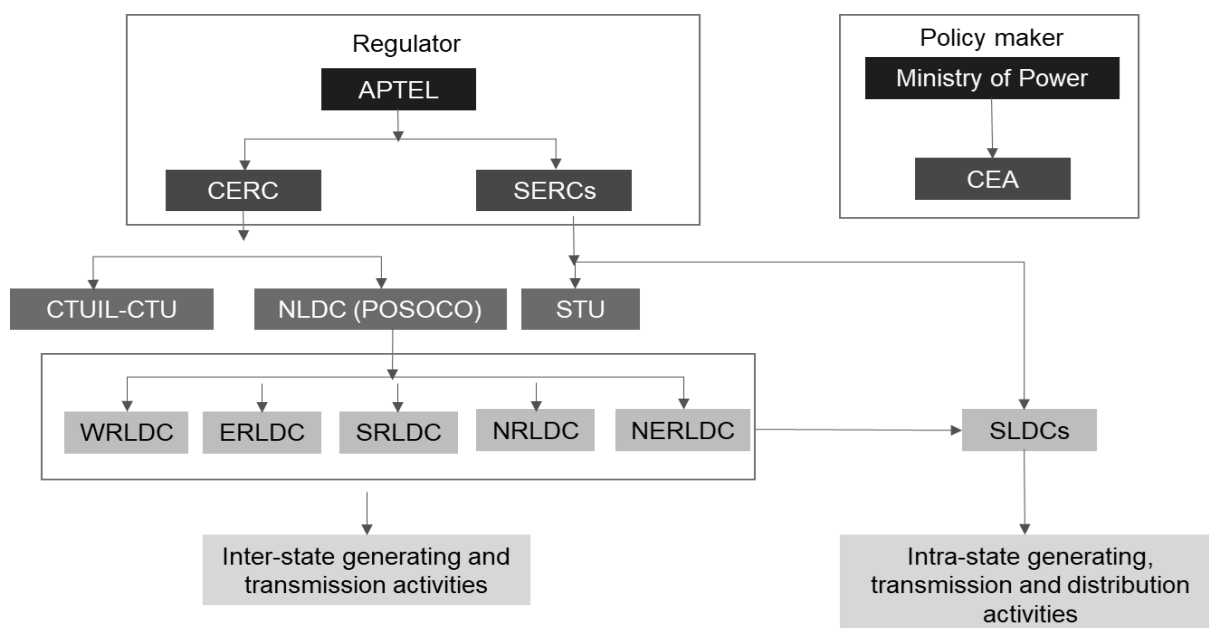 Regulator
APTEL
CERC
SERCs
Policy maker
Ministry of Power
CEA
CTUIL-CTU
NLDC (POSOCO)
STU
WRLDC
ERLDC
SRLDC
NRLDC
NERLDC
SLDCs
Inter-state generating and
transmission activities
Intra-state generating,
transmission and distribution
activities